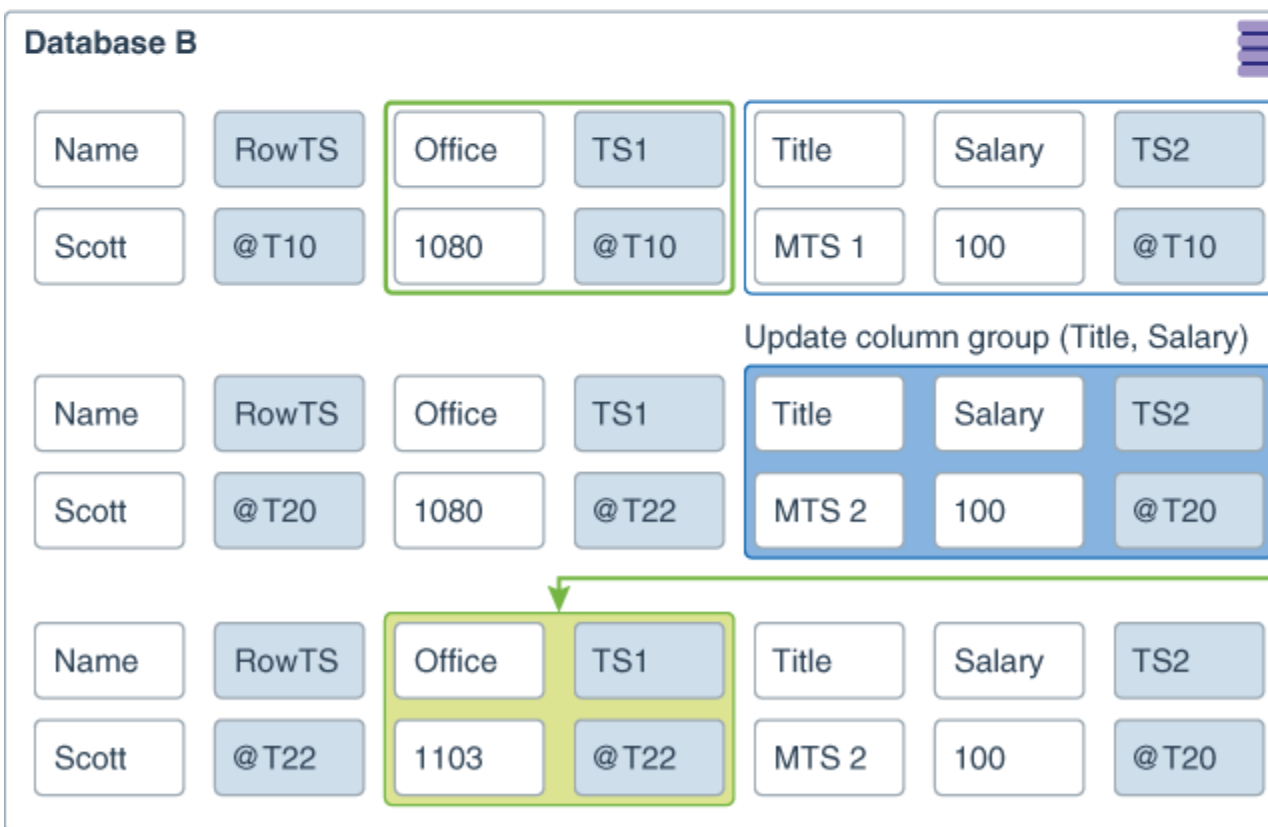 Database B
Name RowTS Office TS1 Title Salary TS2
Scott @T10 1080 @T10 MTS 1 100 @T10
Update column group (Title, Salary)
Name RowTS Office TS1 Title Salary TS2
Scott @T20 1080 @T22 MTS 2 100 @T20
Name RowTS Office TS1 Title Salary TS2
Scott @T22 1103 @T22 MTS 2 100 @T20